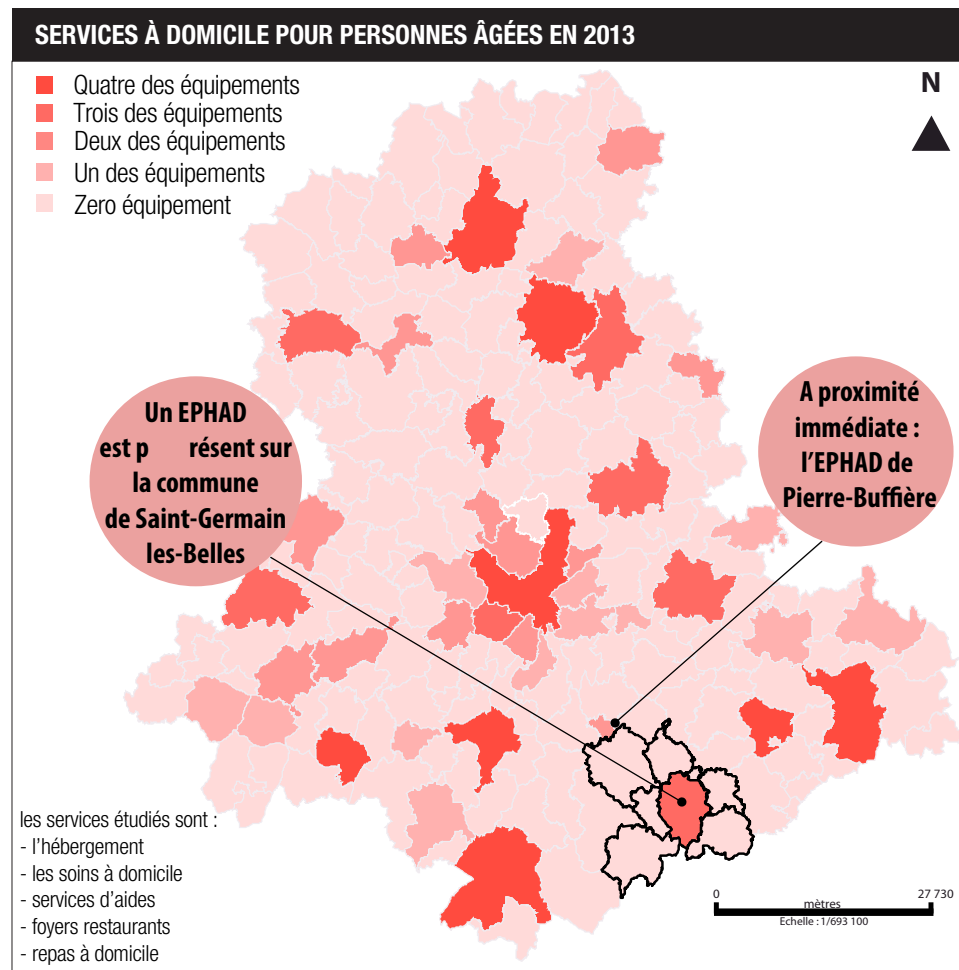 SERVICES À DOMICILE POUR PERSONNES ÂGÉES EN 2013
Quatre des équipements
Trois des équipements
Deux des équipements
Un des équipements
Zero équipement
N
Un EPHAD
est p résent sur
la commune
de Saint-Germain
les-Belles
A proximité
immédiate :
l'EPHAD de
Pierre-Buffière
les services étudiés sont :
- l'hébergement
- les soins à domicile
- services d'aides
- foyers restaurants
- repas à domicile
0 27 730
mètres
Echelle : 1/693 100